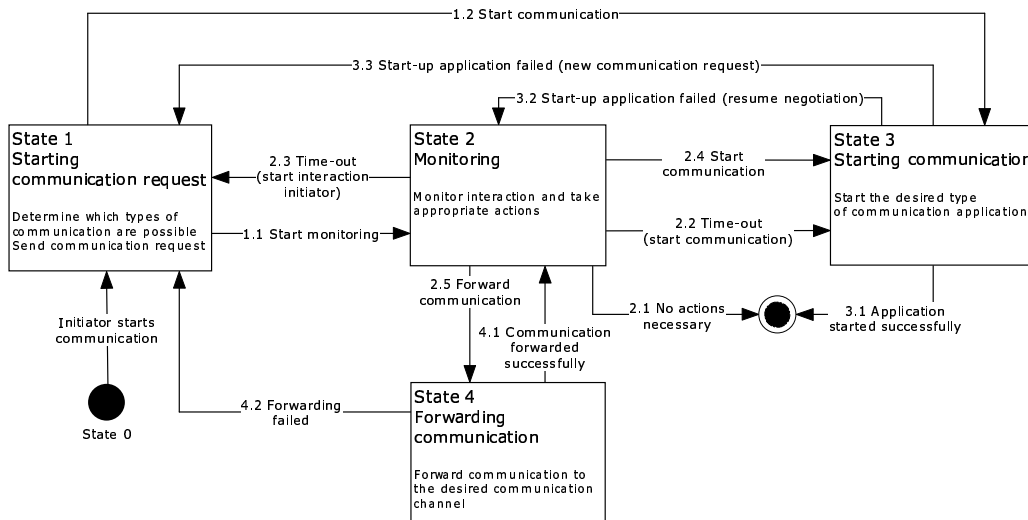 1.2 Start communication
3.3 Start-up application failed (new communication request)
3.2 Start-up application failed (resume negotiation)
State 1
Starting
communication request
Determine which types of
communication are possible
Send communication request
2.3 Time-out
(start interaction
initiator)
1.1 Start monitoring
State 2
Monitoring
Monitor interaction and take
appropriate actions
2.4 Start
communication
2.2 Time-out
(start communication)
State 3
Starting communication
Start the desired type
of communication application
2.5 Forward
communication
4.1 Communication
forwarded
successfully
2.1 No actions
necessary
3.1 Application
started successfully
Initiator starts
communication
State 0
4.2 Forwarding
failed
State 4
Forwarding
communication
Forward communication to
the desired communication
channel